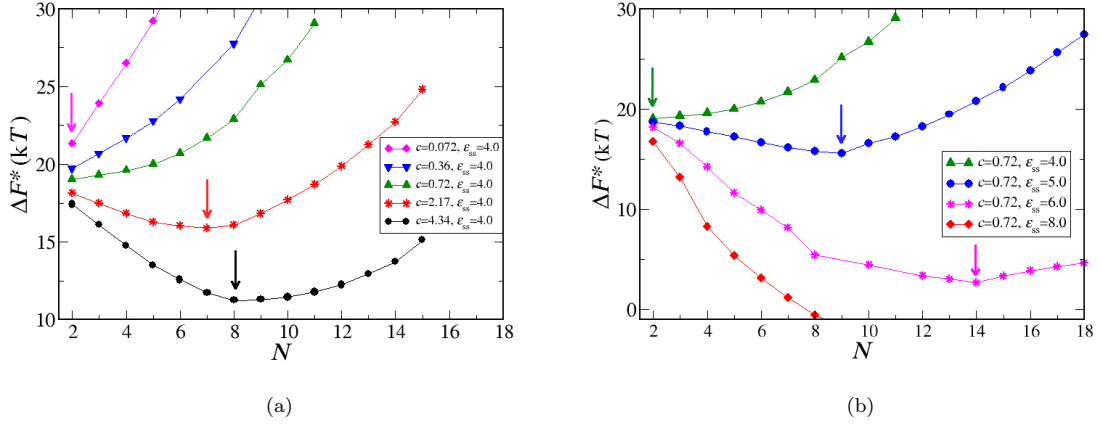 30
25
20
15
10
ΔF* (kT)
2 4 6 8 10 12 14 16 18
N
c=0.072, εss=4.0
c=0.36, εss=4.0
c=0.72, εss=4.0
c=2.17, εss=4.0
c=4.34, εss=4.0
(a)
30
20
10
0
ΔF* (kT)
2 4 6 8 10 12 14 16 18
N
c=0.72, εss=4.0
c=0.72, εss=5.0
c=0.72, εss=6.0
c=0.72, εss=8.0
(b)